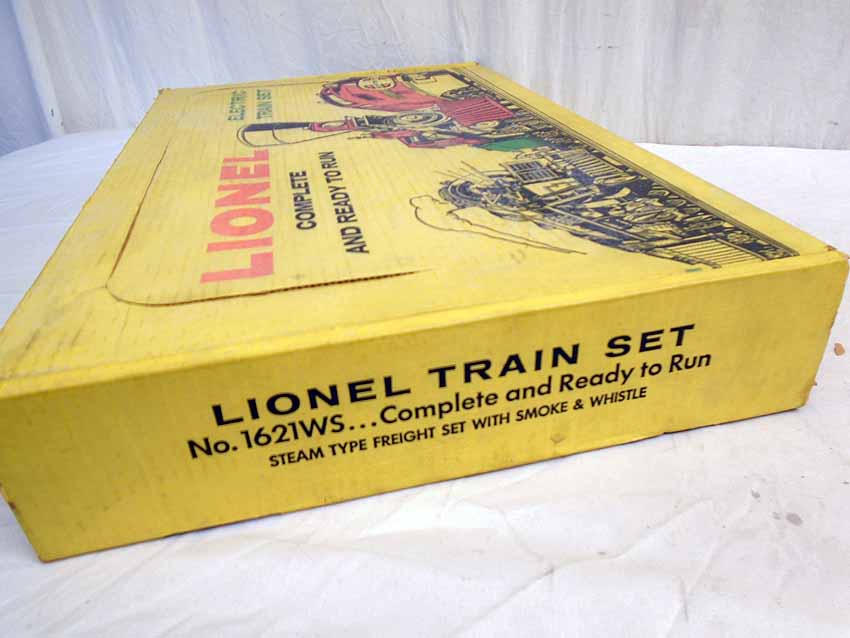 LIONEL
ELECTRIC
TRAIN SET
COMPLETE
AND READY TO RUN
LIONEL TRAIN SET
No. 1621WS...Complete and Ready to Run
STEAM TYPE FREIGHT SET WITH SMOKE & WHISTLE